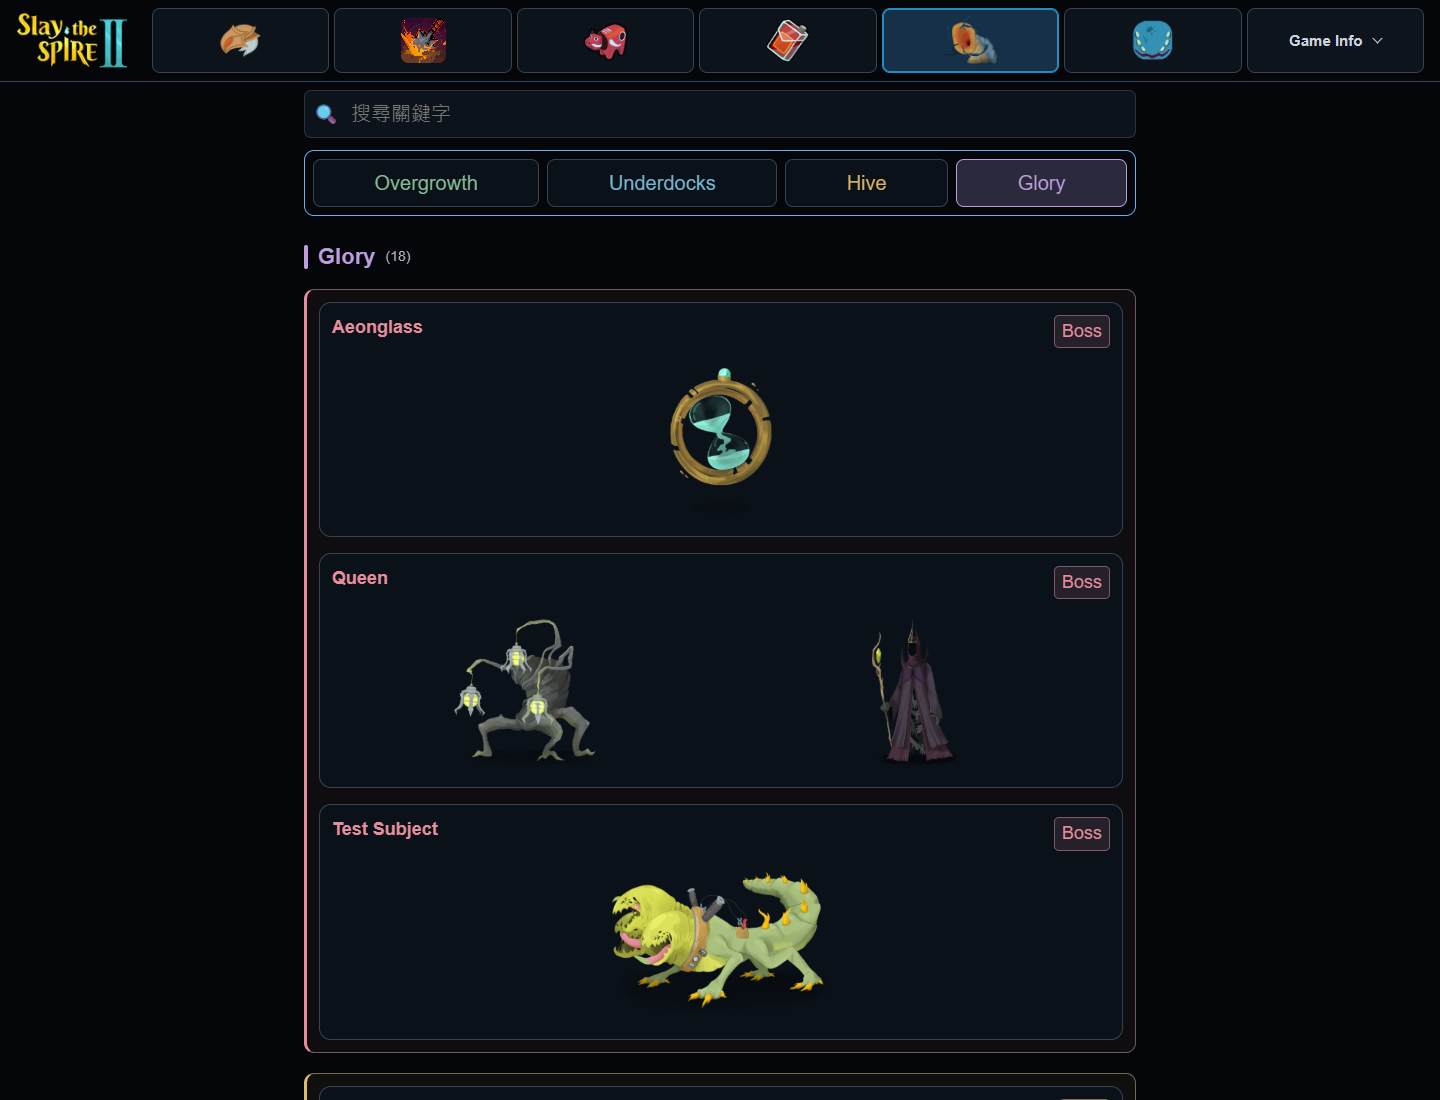 Slay the
SPIRE II
Game Info
搜尋關鍵字
Overgrowth
Underdocks
Hive
Glory
Glory (18)
Aeonglass
Boss
Queen
Boss
Test Subject
Boss